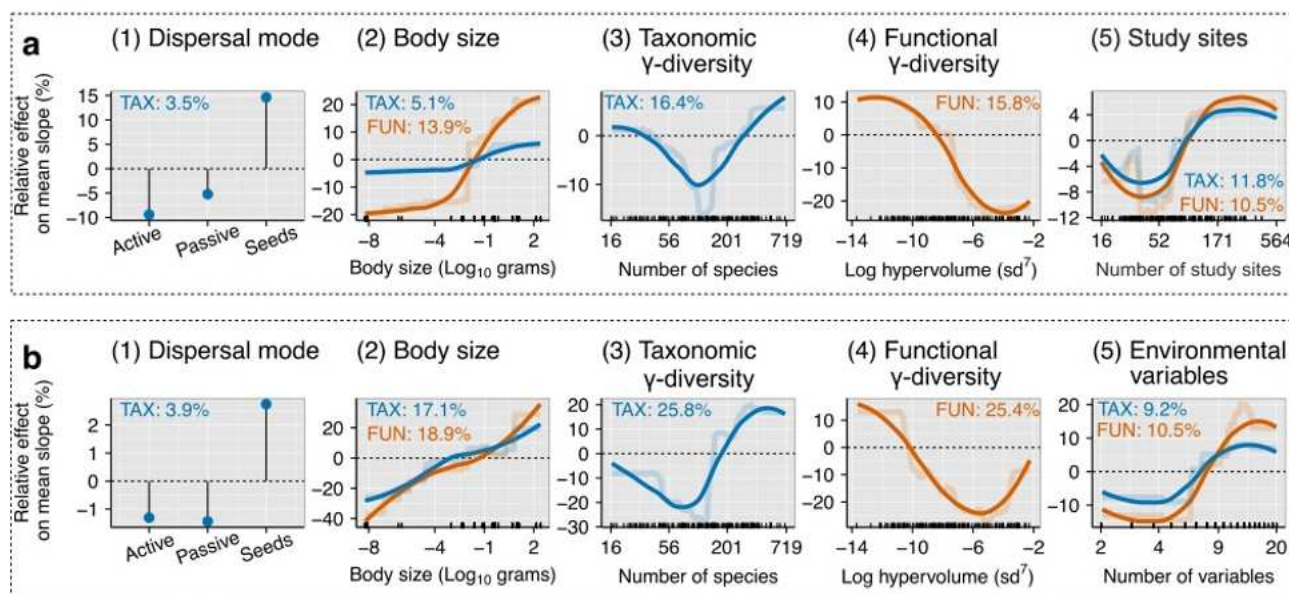 a
(1) Dispersal mode
(2) Body size
(3) Taxonomic
γ-diversity
(4) Functional
γ-diversity
(5) Study sites
Relative effect
on mean slope (%)
15
10
5
0
−5
−10
TAX: 3.5%
Active
Passive
Seeds
20
10
0
−10
−20
TAX: 5.1%
FUN: 13.9%
−8
−4
−1
2
Body size (Log₁₀ grams)
0
−10
TAX: 16.4%
16
56
201
719
Number of species
10
0
−10
−20
FUN: 15.8%
−14
−10
−6
−2
Log hypervolume (sd⁷)
4
0
−4
−8
−12
TAX: 11.8%
FUN: 10.5%
16
52
171
564
Number of study sites
b
(1) Dispersal mode
(2) Body size
(3) Taxonomic
γ-diversity
(4) Functional
γ-diversity
(5) Environmental
variables
Relative effect
on mean slope (%)
2
1
0
−1
TAX: 3.9%
Active
Passive
Seeds
20
0
−20
−40
TAX: 17.1%
FUN: 18.9%
−8
−4
−1
2
Body size (Log₁₀ grams)
20
10
0
−10
−20
−30
TAX: 25.8%
16
56
201
719
Number of species
10
0
−10
−20
FUN: 25.4%
−14
−10
−6
−2
Log hypervolume (sd⁷)
20
10
0
−10
TAX: 9.2%
FUN: 10.5%
2
4
9
20
Number of variables